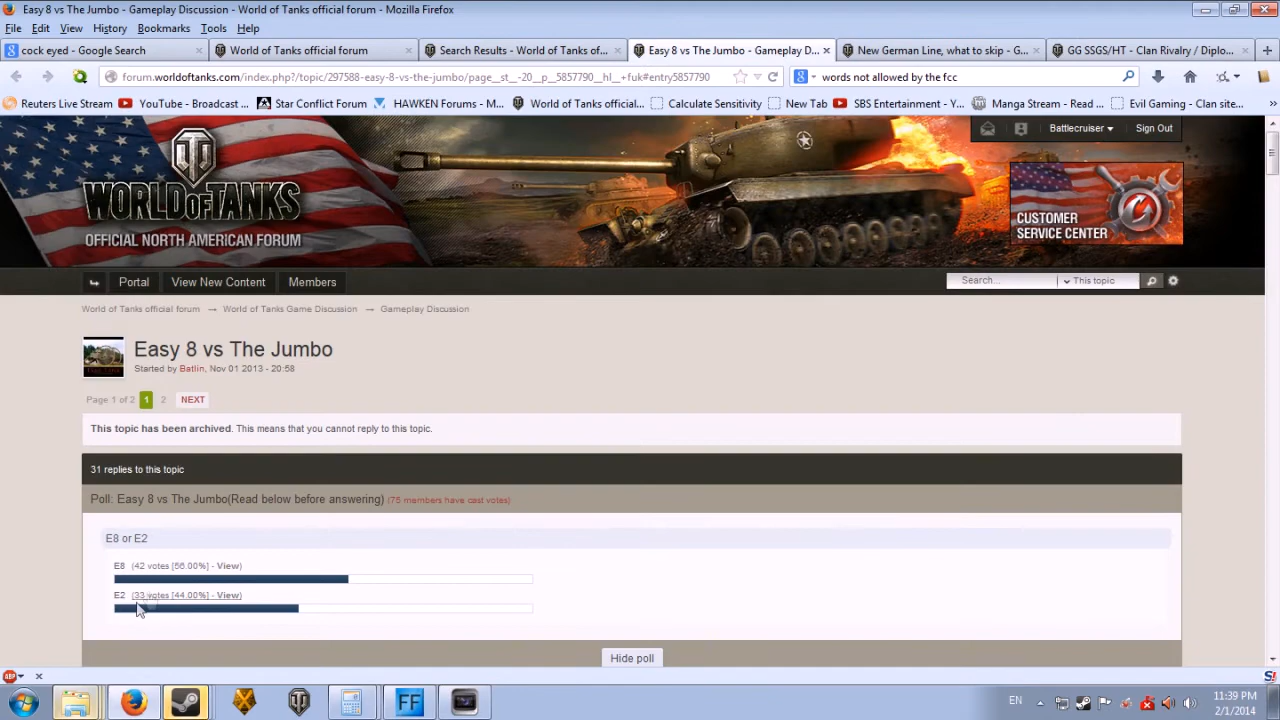 Easy 8 vs The Jumbo - Gameplay Discussion - World of Tanks official forum - Mozilla Firefox
File Edit View History Bookmarks Tools Help
cock eyed - Google Search World of Tanks official forum Search Results - World of Tanks of... Easy 8 vs The Jumbo - Gameplay D... New German Line, what to skip - G... GG SSGS/HT - Clan Rivalry / Diplo...
forum.worldoftanks.com/index.php?/topic/297588-easy-8-vs-the-jumbo/page__st__-20__p__5857790__hl__+fuk#entry5857790 words not allowed by the fcc
Reuters Live Stream YouTube - Broadcast ... Star Conflict Forum HAWKEN Forums - M... World of Tanks official... Calculate Sensitivity New Tab SBS Entertainment - Y... Manga Stream - Read ... Evil Gaming - Clan site...
Battlecruiser Sign Out
WORLD OF TANKS
OFFICIAL NORTH AMERICAN FORUM
CUSTOMER
SERVICE CENTER
Portal View New Content Members Search... This topic
World of Tanks official forum → World of Tanks Game Discussion → Gameplay Discussion
Easy 8 vs The Jumbo
Started by Batlin, Nov 01 2013 - 20:58
Page 1 of 2 1 2 NEXT
This topic has been archived. This means that you cannot reply to this topic.
31 replies to this topic
Poll: Easy 8 vs The Jumbo(Read below before answering) (75 members have cast votes)
E8 or E2
E8 (42 votes [56.00%] - View)
E2 (33 votes [44.00%] - View)
Hide poll
ABP
FF
EN
11:39 PM
2/1/2014